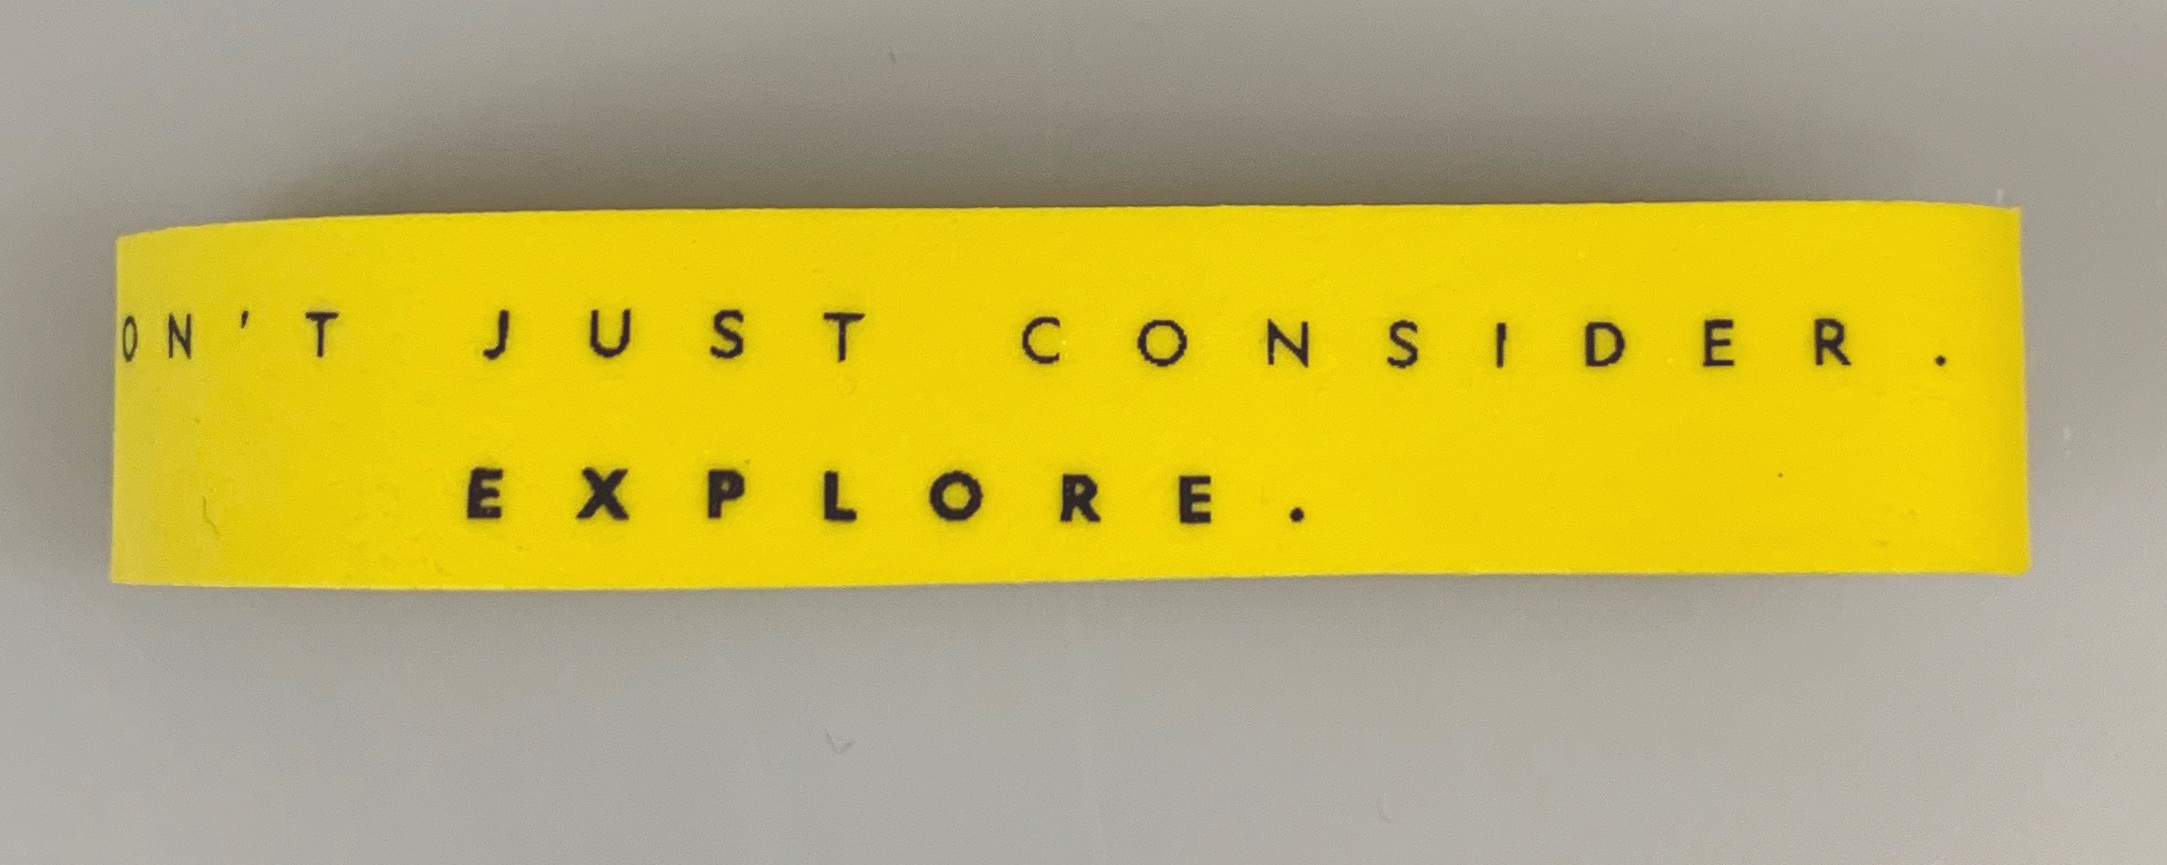 ON'T JUST CONSIDER.
EXPLORE.